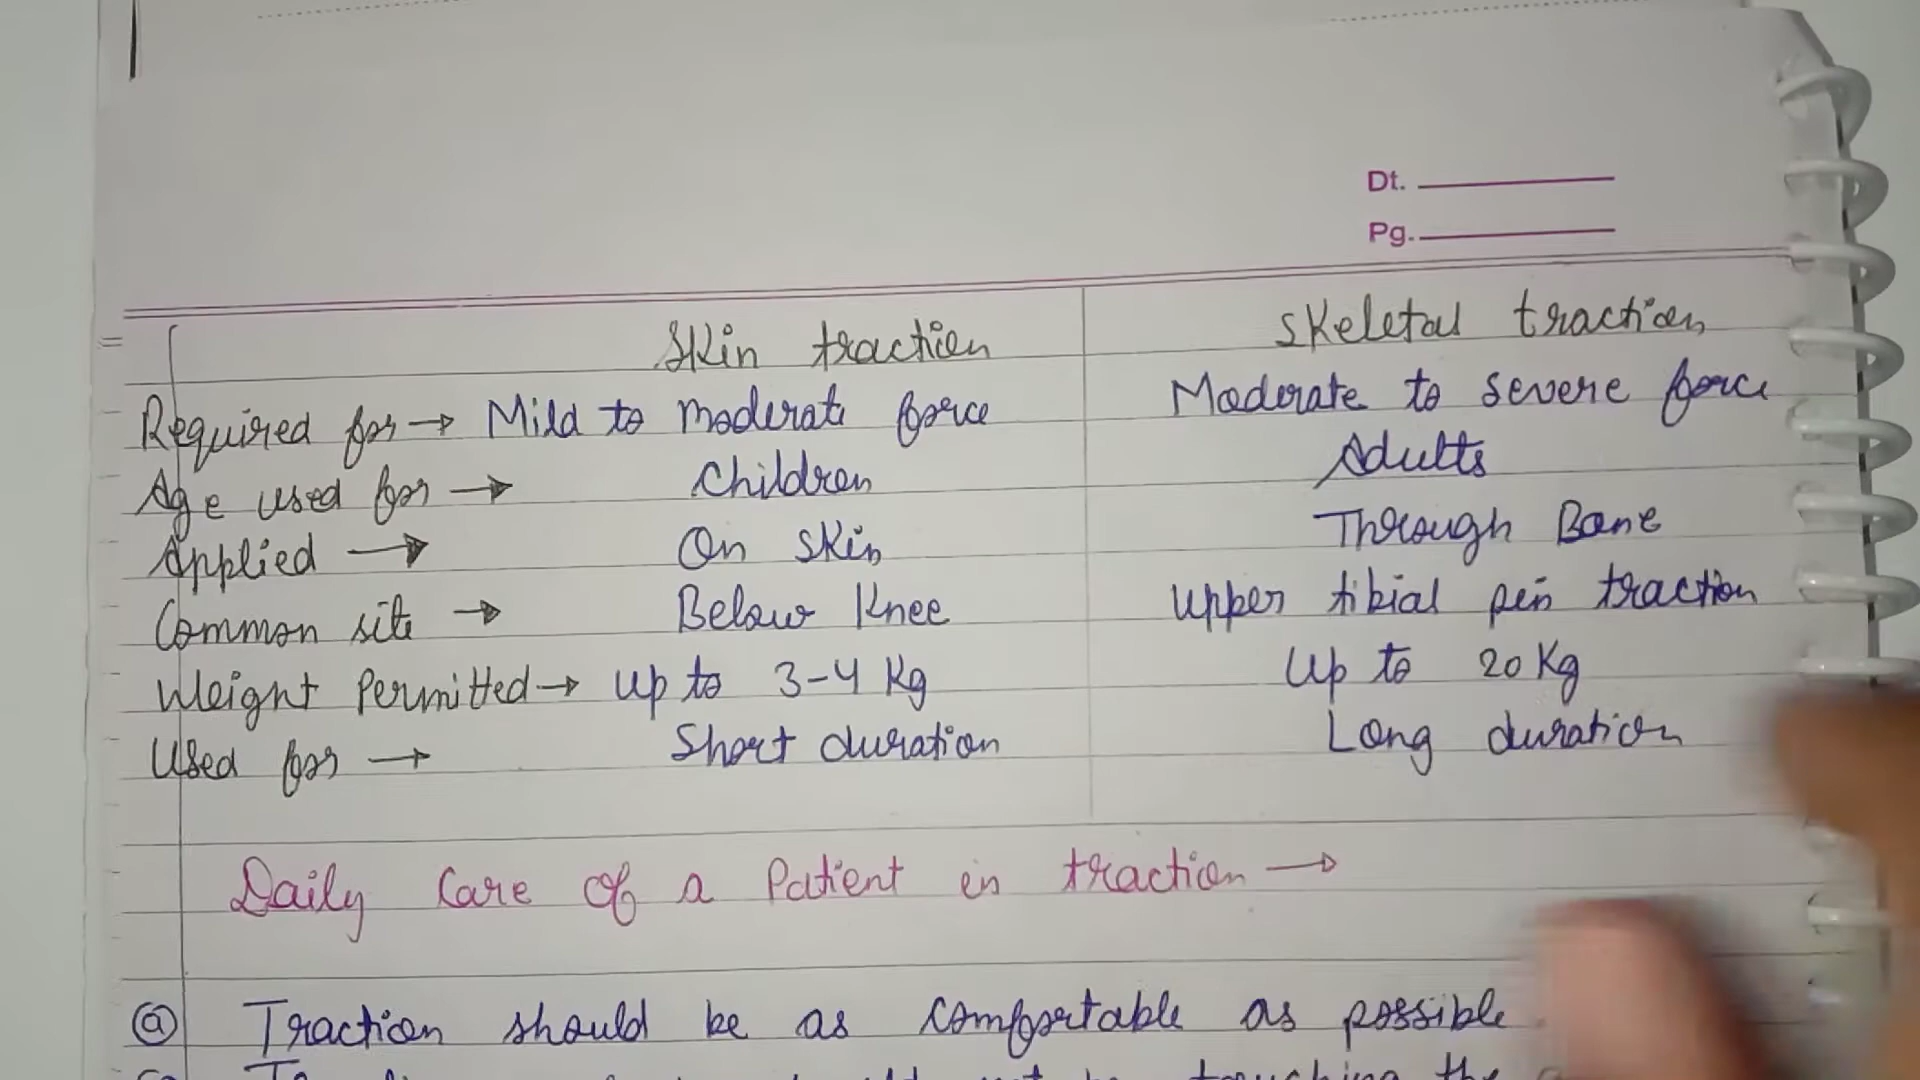 Dt.
Pg.
Skin traction Skeletal traction
Required for → Mild to moderate force Moderate to severe force
Age used for → Children Adults
Applied → On skin Through Bone
Common site → Below Knee Upper tibial pin traction
Weight Permitted → Up to 3-4 Kg Up to 20 Kg
Used for → Short duration Long duration
Daily Care of a Patient in traction →
(a) Traction should be as comfortable as possible
touching the